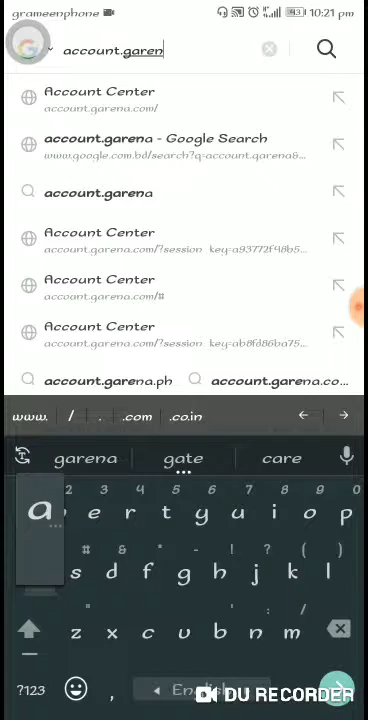 grameenphone 10:21 pm
account.garen
Account Center
account.garena.com/
account.garena - Google Search
www.google.com.bd/search?q=account.garena&...
account.garena
Account Center
account.garena.com/?session_key=a93772f48b5...
Account Center
account.garena.com/#
Account Center
account.garena.com/?session_key=ab8fd86ba75...
account.garena.ph account.garena.co...
www. / . .com .co.in
garena gate care
2 3 4 5 6 7 8 9 0
a e r t y u i o p
# & * - ! ? ( )
s d f g h j k l
" ' : ; /
z x c v b n m
?123 , English
DU RECORDER